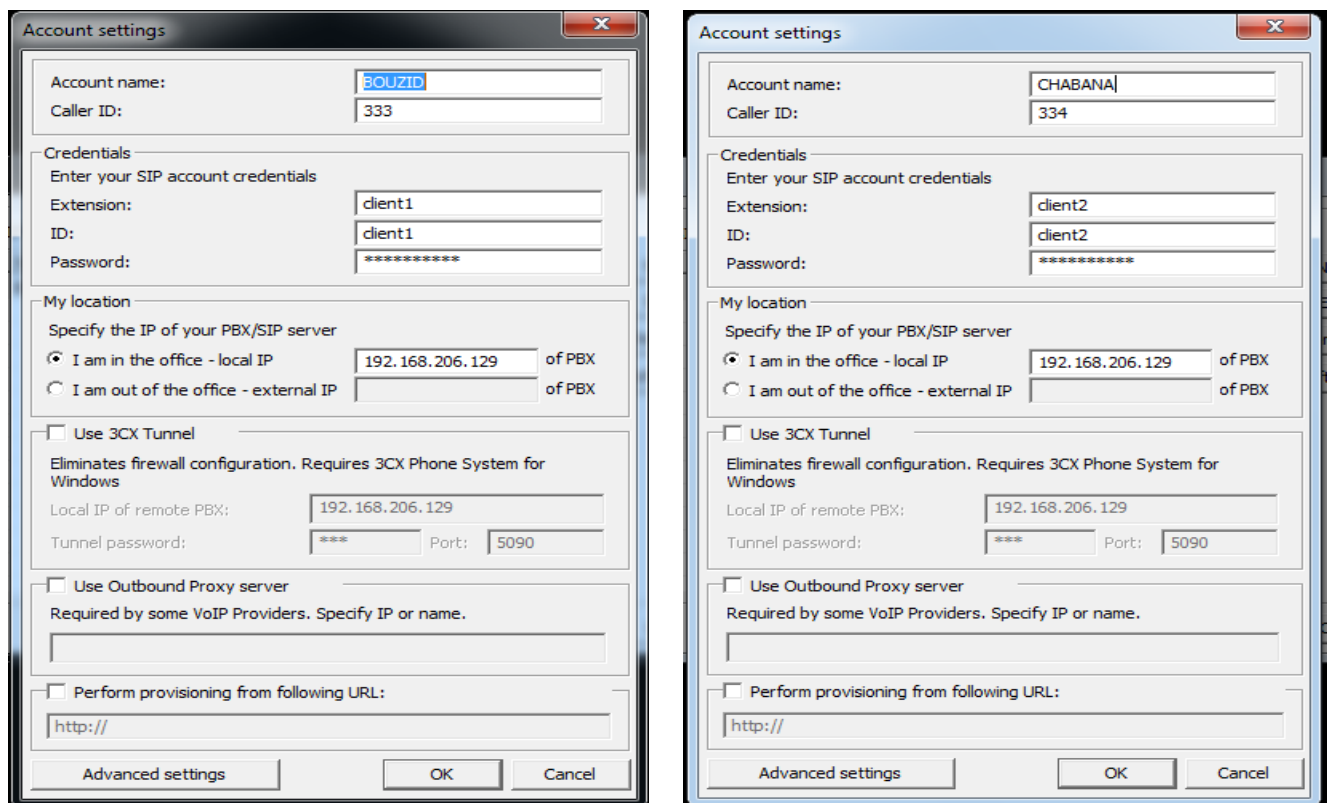 Account settings
Account name: BOUZID
Caller ID: 333
Credentials
Enter your SIP account credentials
Extension: client1
ID: client1
Password: **********
My location
Specify the IP of your PBX/SIP server
I am in the office - local IP 192.168.206.129 of PBX
I am out of the office - external IP of PBX
Use 3CX Tunnel
Eliminates firewall configuration. Requires 3CX Phone System for
Windows
Local IP of remote PBX: 192.168.206.129
Tunnel password: *** Port: 5090
Use Outbound Proxy server
Required by some VoIP Providers. Specify IP or name.
Perform provisioning from following URL:
http://
Advanced settings OK Cancel
Account settings
Account name: CHABANA
Caller ID: 334
Credentials
Enter your SIP account credentials
Extension: client2
ID: client2
Password: **********
My location
Specify the IP of your PBX/SIP server
I am in the office - local IP 192.168.206.129 of PBX
I am out of the office - external IP of PBX
Use 3CX Tunnel
Eliminates firewall configuration. Requires 3CX Phone System for
Windows
Local IP of remote PBX: 192.168.206.129
Tunnel password: *** Port: 5090
Use Outbound Proxy server
Required by some VoIP Providers. Specify IP or name.
Perform provisioning from following URL:
http://
Advanced settings OK Cancel